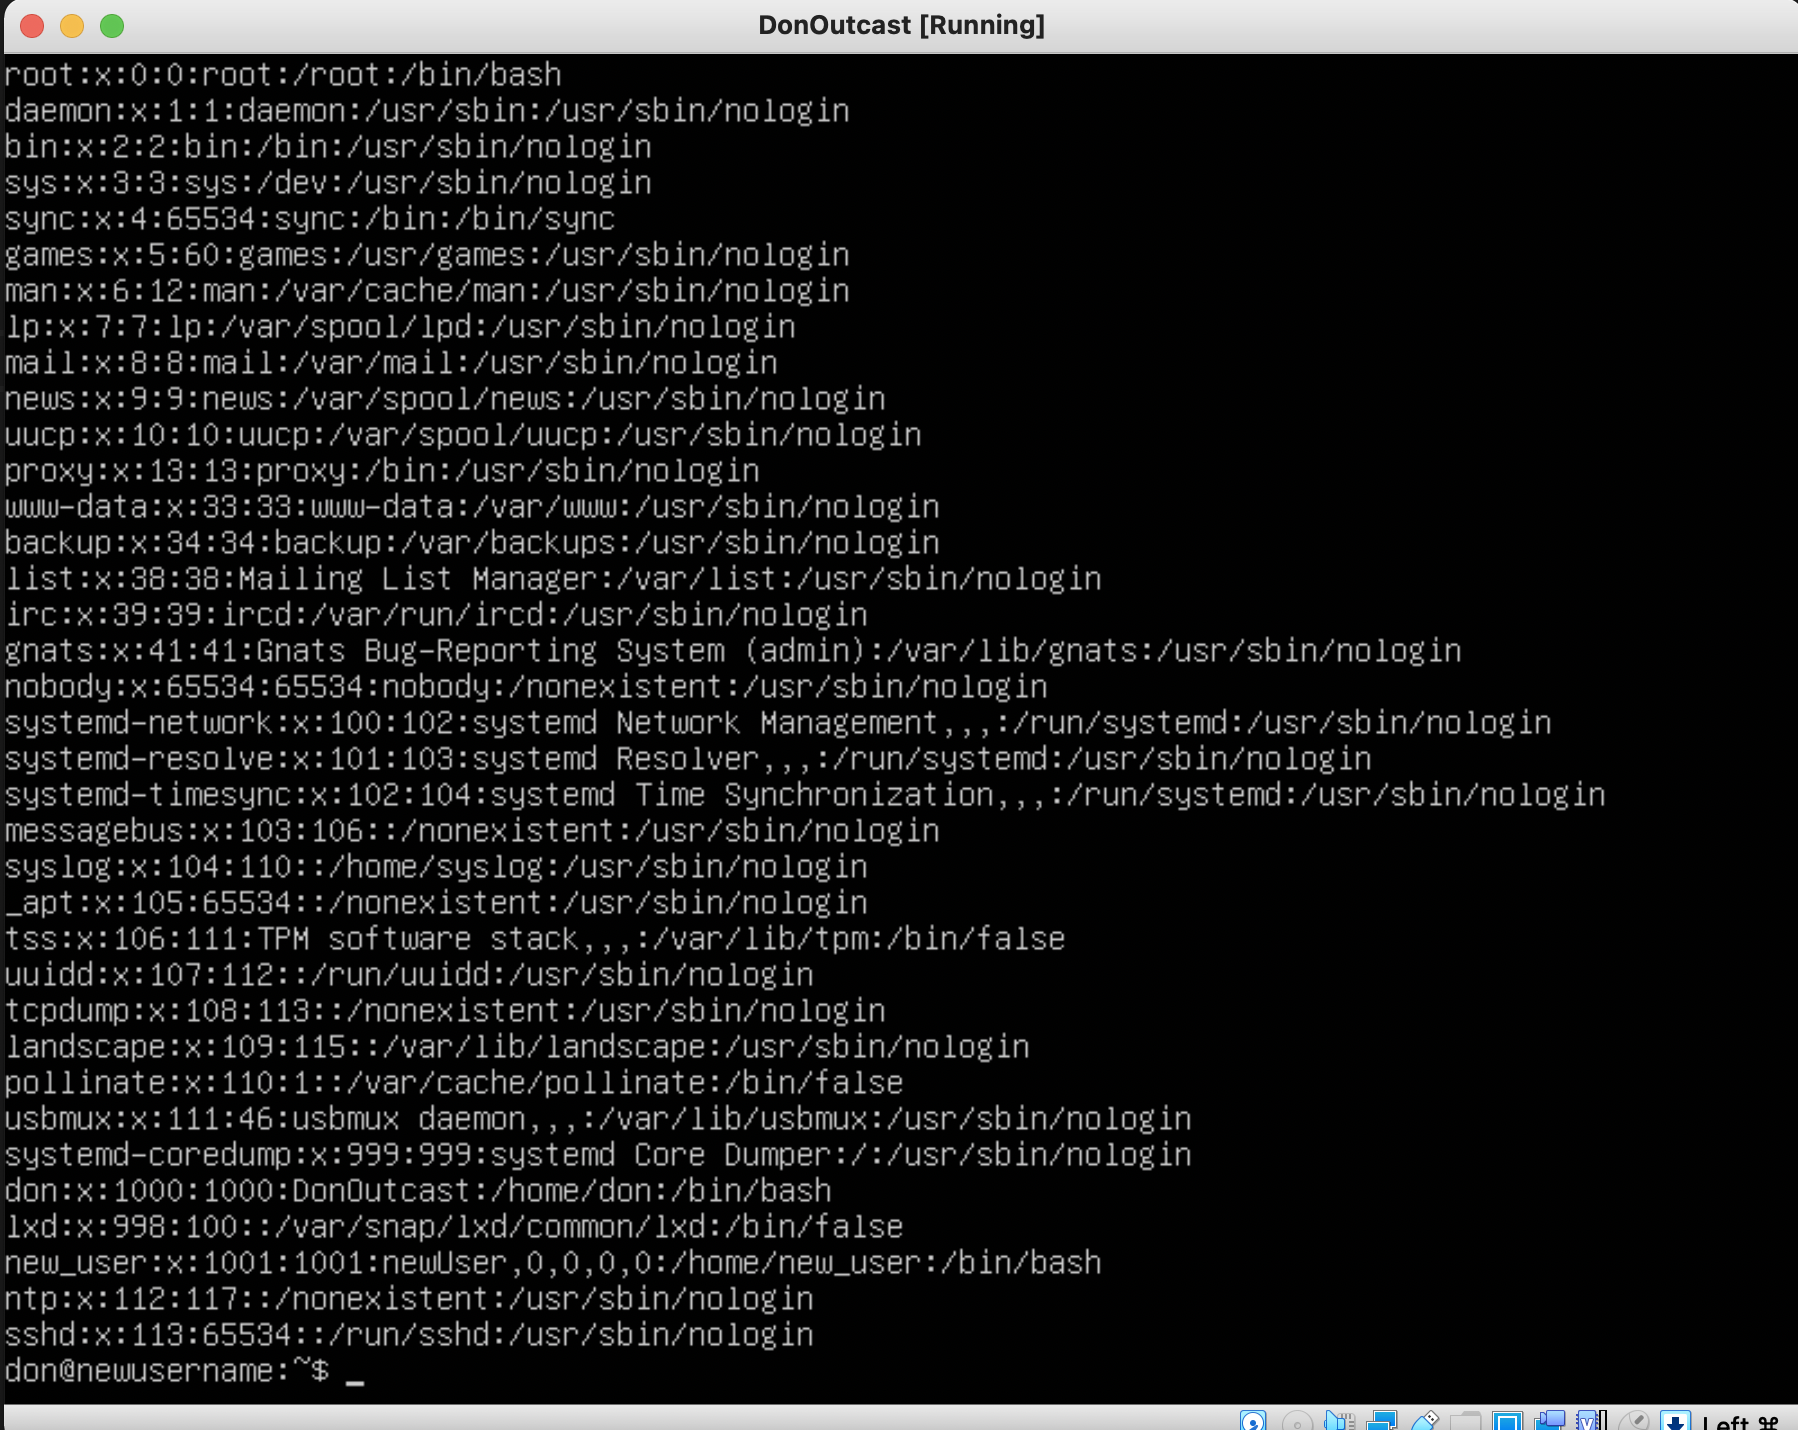 DonOutcast [Running]
root:x:0:0:root:/root:/bin/bash
daemon:x:1:1:daemon:/usr/sbin:/usr/sbin/nologin
bin:x:2:2:bin:/bin:/usr/sbin/nologin
sys:x:3:3:sys:/dev:/usr/sbin/nologin
sync:x:4:65534:sync:/bin:/bin/sync
games:x:5:60:games:/usr/games:/usr/sbin/nologin
man:x:6:12:man:/var/cache/man:/usr/sbin/nologin
lp:x:7:7:lp:/var/spool/lpd:/usr/sbin/nologin
mail:x:8:8:mail:/var/mail:/usr/sbin/nologin
news:x:9:9:news:/var/spool/news:/usr/sbin/nologin
uucp:x:10:10:uucp:/var/spool/uucp:/usr/sbin/nologin
proxy:x:13:13:proxy:/bin:/usr/sbin/nologin
www-data:x:33:33:www-data:/var/www:/usr/sbin/nologin
backup:x:34:34:backup:/var/backups:/usr/sbin/nologin
list:x:38:38:Mailing List Manager:/var/list:/usr/sbin/nologin
irc:x:39:39:ircd:/var/run/ircd:/usr/sbin/nologin
gnats:x:41:41:Gnats Bug-Reporting System (admin):/var/lib/gnats:/usr/sbin/nologin
nobody:x:65534:65534:nobody:/nonexistent:/usr/sbin/nologin
systemd-network:x:100:102:systemd Network Management,,,:/run/systemd:/usr/sbin/nologin
systemd-resolve:x:101:103:systemd Resolver,,,:/run/systemd:/usr/sbin/nologin
systemd-timesync:x:102:104:systemd Time Synchronization,,,:/run/systemd:/usr/sbin/nologin
messagebus:x:103:106::/nonexistent:/usr/sbin/nologin
syslog:x:104:110::/home/syslog:/usr/sbin/nologin
_apt:x:105:65534::/nonexistent:/usr/sbin/nologin
tss:x:106:111:TPM software stack,,,:/var/lib/tpm:/bin/false
uuidd:x:107:112::/run/uuidd:/usr/sbin/nologin
tcpdump:x:108:113::/nonexistent:/usr/sbin/nologin
landscape:x:109:115::/var/lib/landscape:/usr/sbin/nologin
pollinate:x:110:1::/var/cache/pollinate:/bin/false
usbmux:x:111:46:usbmux daemon,,,:/var/lib/usbmux:/usr/sbin/nologin
systemd-coredump:x:999:999:systemd Core Dumper:/:/usr/sbin/nologin
don:x:1000:1000:DonOutcast:/home/don:/bin/bash
lxd:x:998:100::/var/snap/lxd/common/lxd:/bin/false
new_user:x:1001:1001:newUser,0,0,0,0:/home/new_user:/bin/bash
ntp:x:112:117::/nonexistent:/usr/sbin/nologin
sshd:x:113:65534::/run/sshd:/usr/sbin/nologin
don@newusername:~$ _
Left ⌘